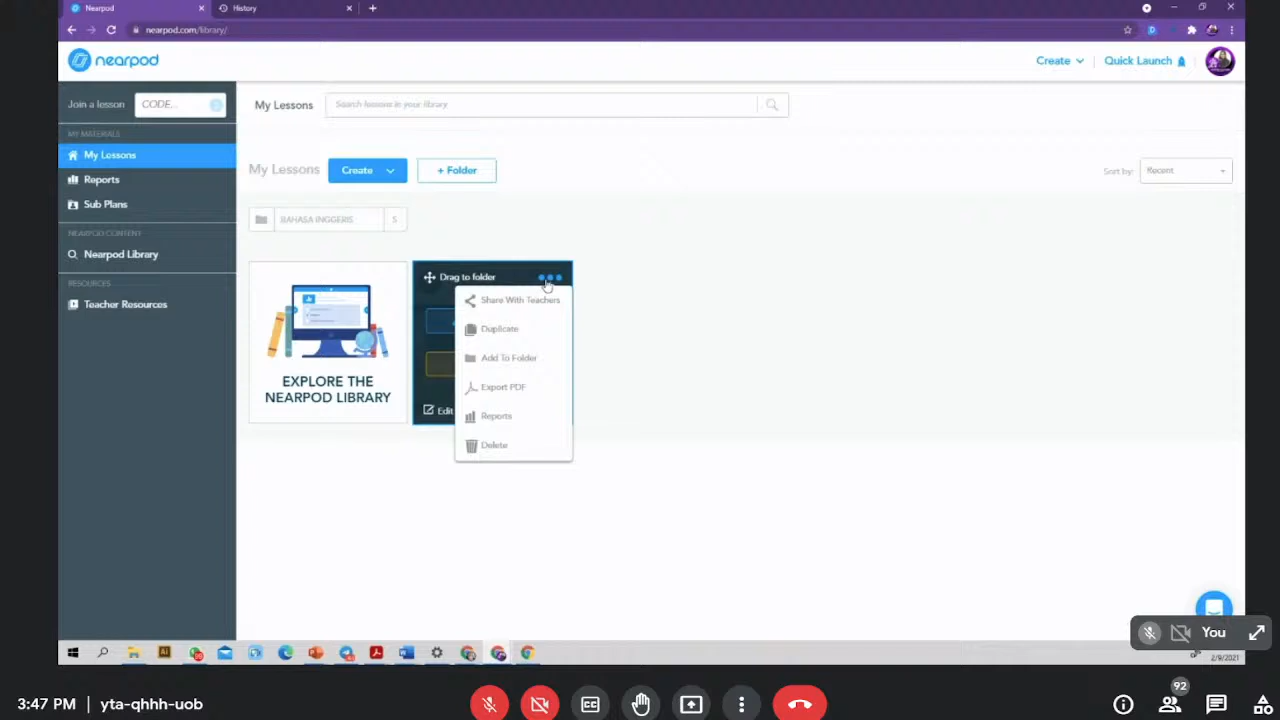 Nearpod
History
nearpod.com/library/
nearpod
Create
Quick Launch
Join a lesson
CODE...
My Lessons
Search lessons in your library
MY MATERIALS
My Lessons
Reports
Sub Plans
NEARPOD CONTENT
Nearpod Library
RESOURCES
Teacher Resources
My Lessons
Create
+ Folder
Sort by:
Recent
BAHASA INGGERIS
S
EXPLORE THE
NEARPOD LIBRARY
Drag to folder
Share With Teachers
Duplicate
Add To Folder
Export PDF
Reports
Delete
Edit
You
2/9/2021
3:47 PM | yta-qhhh-uob
92